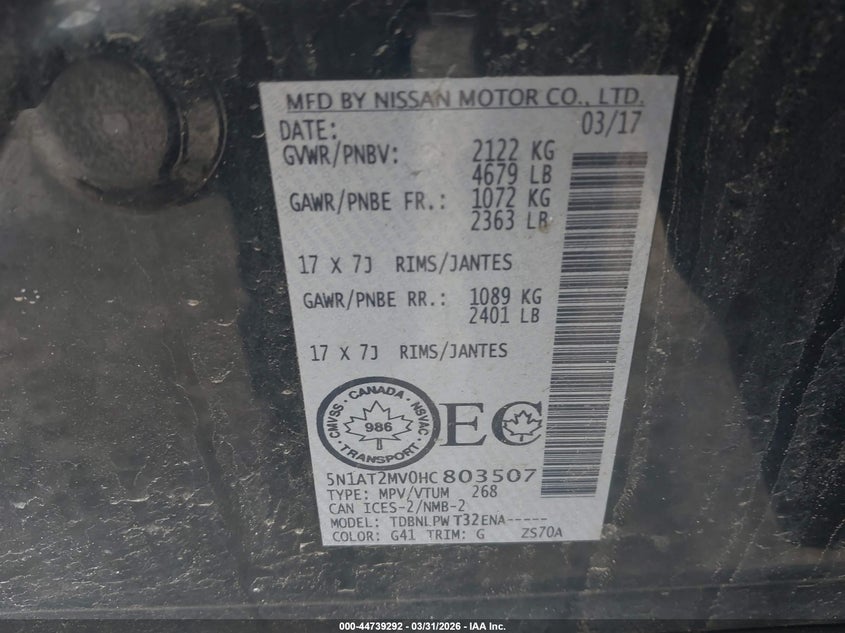 MFD BY NISSAN MOTOR CO., LTD.
DATE: 03/17
GVWR/PNBV: 2122 KG
4679 LB
GAWR/PNBE FR.: 1072 KG
2363 LB
17 X 7J RIMS/JANTES
GAWR/PNBE RR.: 1089 KG
2401 LB
17 X 7J RIMS/JANTES
CANADA
CMVSS NSVAC
986
TRANSPORT
EC
5N1AT2MV0HC803507
TYPE: MPV/VTUM 268
CAN ICES-2/NMB-2
MODEL: TDBNLPW T32ENA-----
COLOR: G41 TRIM: G ZS70A
000-44739292 - 03/31/2026 - IAA Inc.